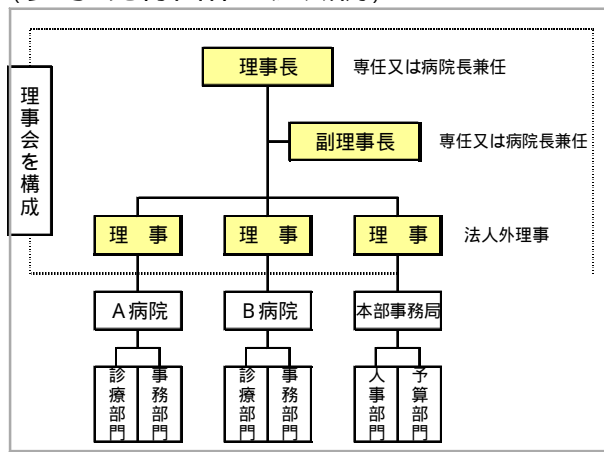 理事長
専任又は病院長兼任
理事会を構成
副理事長
専任又は病院長兼任
理 事
理 事
理 事
法人外理事
A病院
B病院
本部事務局
診療部門
事務部門
診療部門
事務部門
人事部門
予算部門